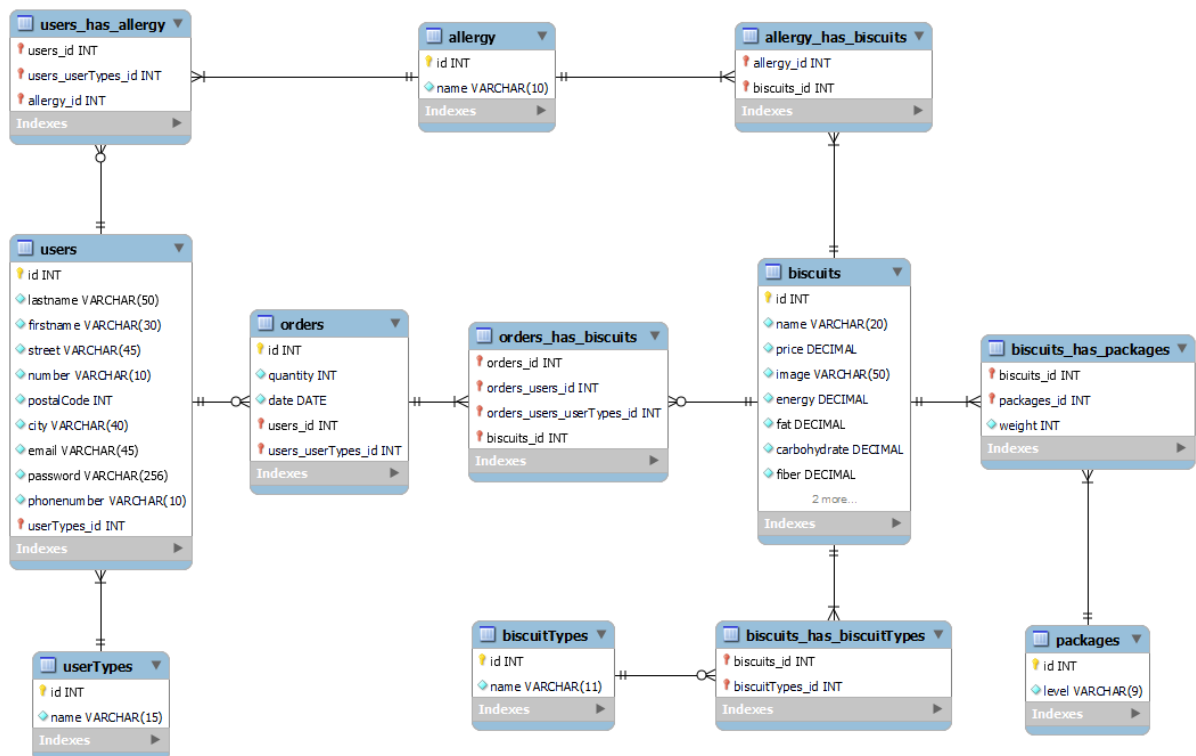 users_has_allergy
users_id INT
users_userTypes_id INT
allergy_id INT
Indexes
allergy
id INT
name VARCHAR(10)
Indexes
allergy_has_biscuits
allergy_id INT
biscuits_id INT
Indexes
users
id INT
lastname VARCHAR(50)
firstname VARCHAR(30)
street VARCHAR(45)
number VARCHAR(10)
postalCode INT
city VARCHAR(40)
email VARCHAR(45)
password VARCHAR(256)
phonenumber VARCHAR(10)
userTypes_id INT
Indexes
orders
id INT
quantity INT
date DATE
users_id INT
users_userTypes_id INT
Indexes
orders_has_biscuits
orders_id INT
orders_users_id INT
orders_users_userTypes_id INT
biscuits_id INT
Indexes
biscuits
id INT
name VARCHAR(20)
price DECIMAL
image VARCHAR(50)
energy DECIMAL
fat DECIMAL
carbohydrate DECIMAL
fiber DECIMAL
2 more...
Indexes
biscuits_has_packages
biscuits_id INT
packages_id INT
weight INT
Indexes
userTypes
id INT
name VARCHAR(15)
Indexes
biscuitTypes
id INT
name VARCHAR(11)
Indexes
biscuits_has_biscuitTypes
biscuits_id INT
biscuitTypes_id INT
Indexes
packages
id INT
level VARCHAR(9)
Indexes